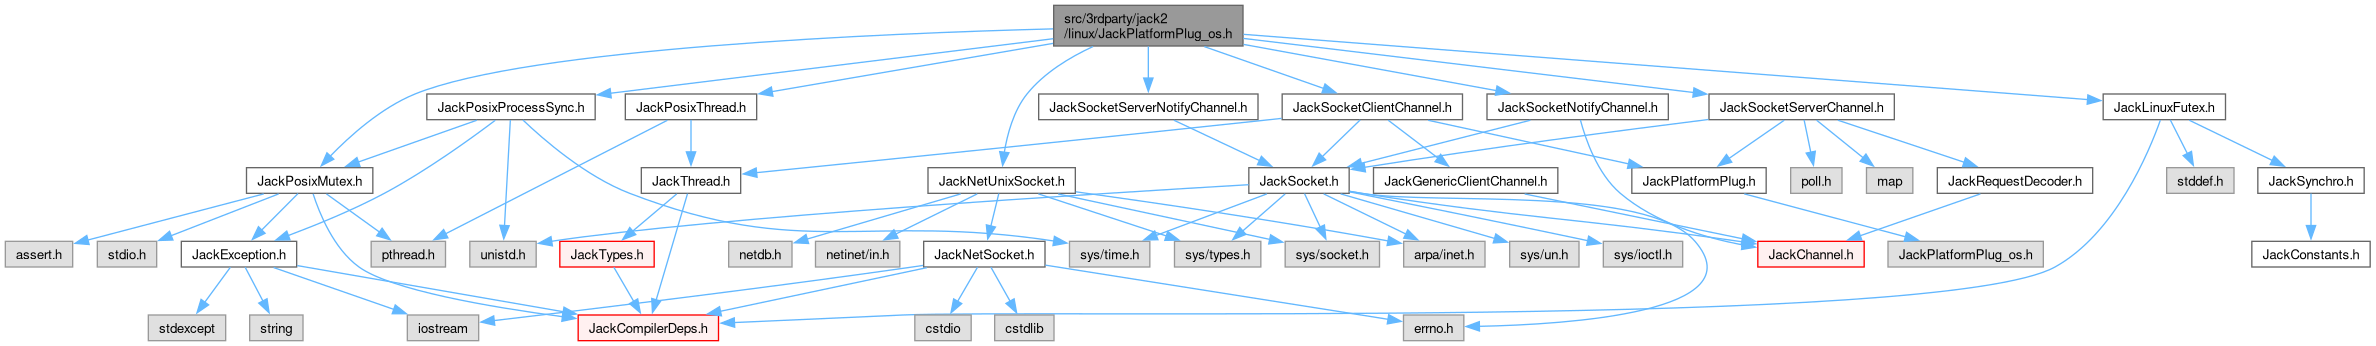 src/3rdparty/jack2
/linux/JackPlatformPlug_os.h
JackPosixProcessSync.h
JackPosixThread.h
JackSocketServerNotifyChannel.h
JackSocketClientChannel.h
JackSocketNotifyChannel.h
JackSocketServerChannel.h
JackLinuxFutex.h
JackPosixMutex.h
JackThread.h
JackNetUnixSocket.h
JackSocket.h
JackGenericClientChannel.h
JackPlatformPlug.h
poll.h
map
JackRequestDecoder.h
stddef.h
JackSynchro.h
assert.h
stdio.h
JackException.h
pthread.h
unistd.h
JackTypes.h
netdb.h
netinet/in.h
JackNetSocket.h
sys/time.h
sys/types.h
sys/socket.h
arpa/inet.h
sys/un.h
sys/ioctl.h
JackChannel.h
JackPlatformPlug_os.h
JackConstants.h
stdexcept
string
iostream
JackCompilerDeps.h
cstdio
cstdlib
errno.h